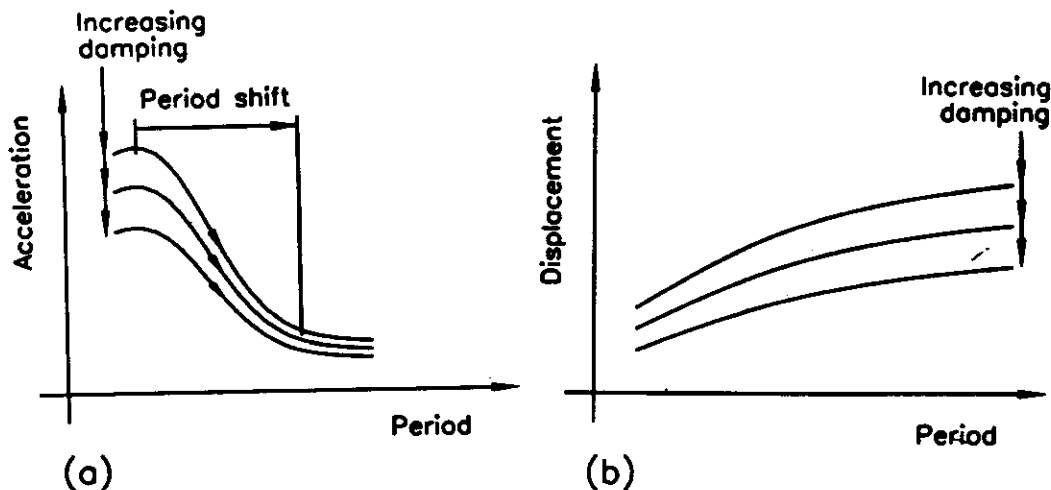 Increasing
damping
Period shift
Acceleration
Period
(a)
Increasing
damping
Displacement
Period
(b)